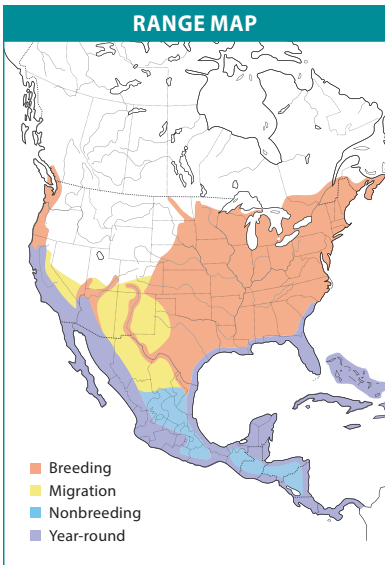 RANGE MAP
Breeding
Migration
Nonbreeding
Year-round